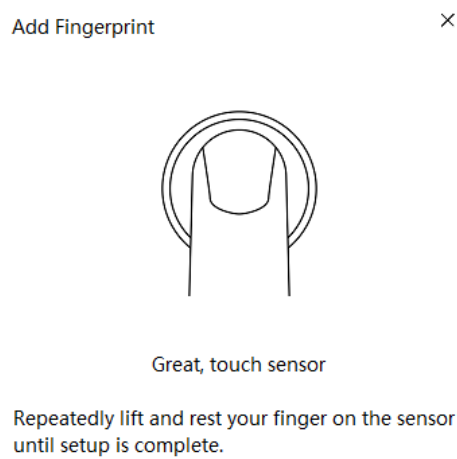 Add Fingerprint
Great, touch sensor
Repeatedly lift and rest your finger on the sensor
until setup is complete.